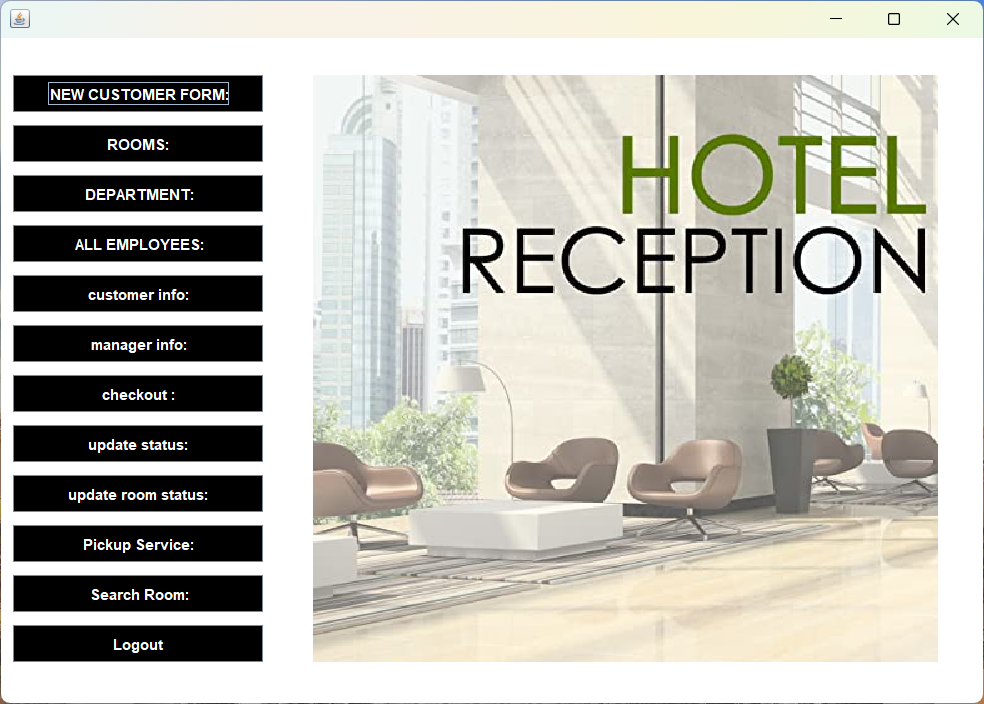 NEW CUSTOMER FORM:
ROOMS:
DEPARTMENT:
ALL EMPLOYEES:
customer info:
manager info:
checkout :
update status:
update room status:
Pickup Service:
Search Room:
Logout
HOTEL
RECEPTION